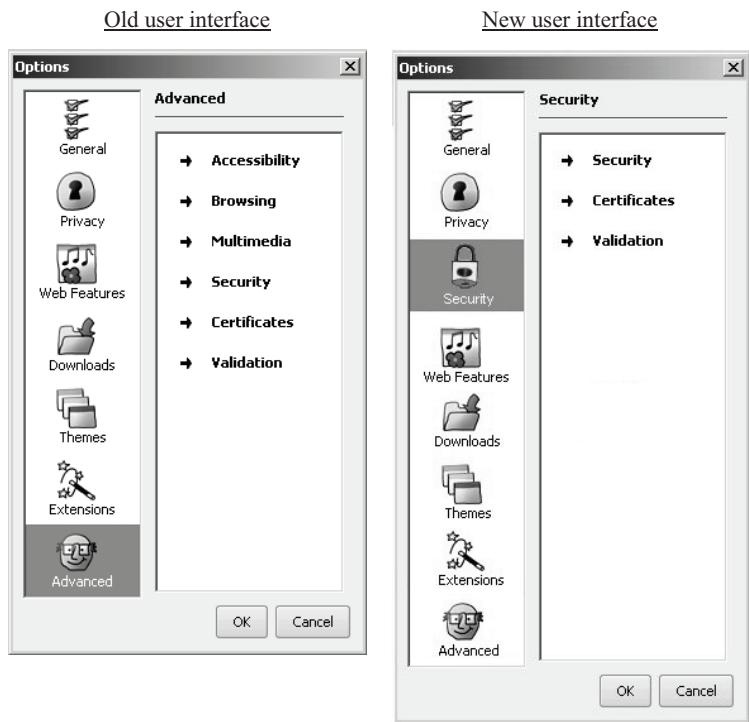 Old user interface
Options
General
Privacy
Web Features
Downloads
Themes
Extensions
Advanced
Advanced
Accessibility
Browsing
Multimedia
Security
Certificates
Validation
OK
Cancel
New user interface
Options
General
Privacy
Security
Web Features
Downloads
Themes
Extensions
Advanced
Security
Security
Certificates
Validation
OK
Cancel